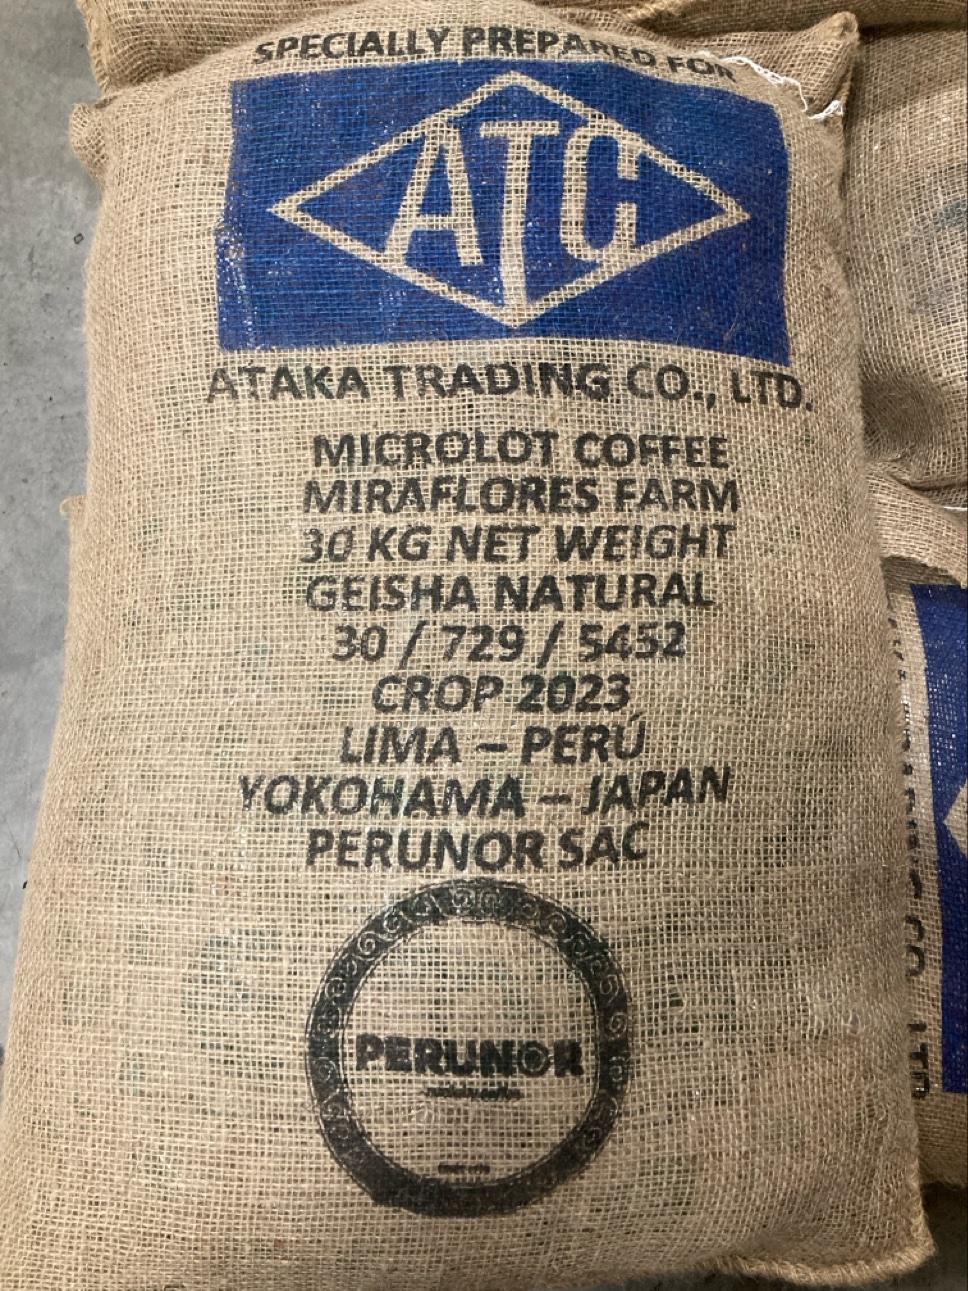 SPECIALLY PREPARED FOR
ATC
ATAKA TRADING CO., LTD.
MICROLOT COFFEE
MIRAFLORES FARM
30 KG NET WEIGHT
GEISHA NATURAL
30 / 729 / 5452
CROP 2023
LIMA – PERÚ
YOKOHAMA – JAPAN
PERUNOR SAC
PERUNOR